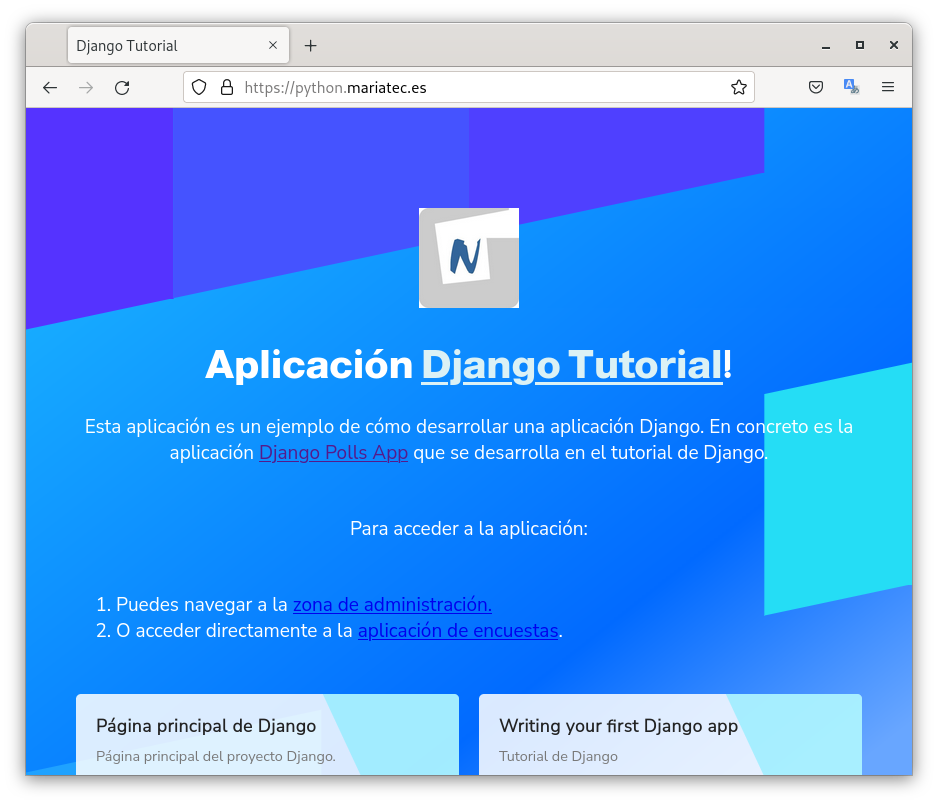 Django Tutorial
https://python.mariatec.es
N
Aplicación Django Tutorial!
Esta aplicación es un ejemplo de cómo desarrollar una aplicación Django. En concreto es la
aplicación Django Polls App que se desarrolla en el tutorial de Django.
Para acceder a la aplicación:
1. Puedes navegar a la zona de administración.
2. O acceder directamente a la aplicación de encuestas.
Página principal de Django
Página principal del proyecto Django.
Writing your first Django app
Tutorial de Django